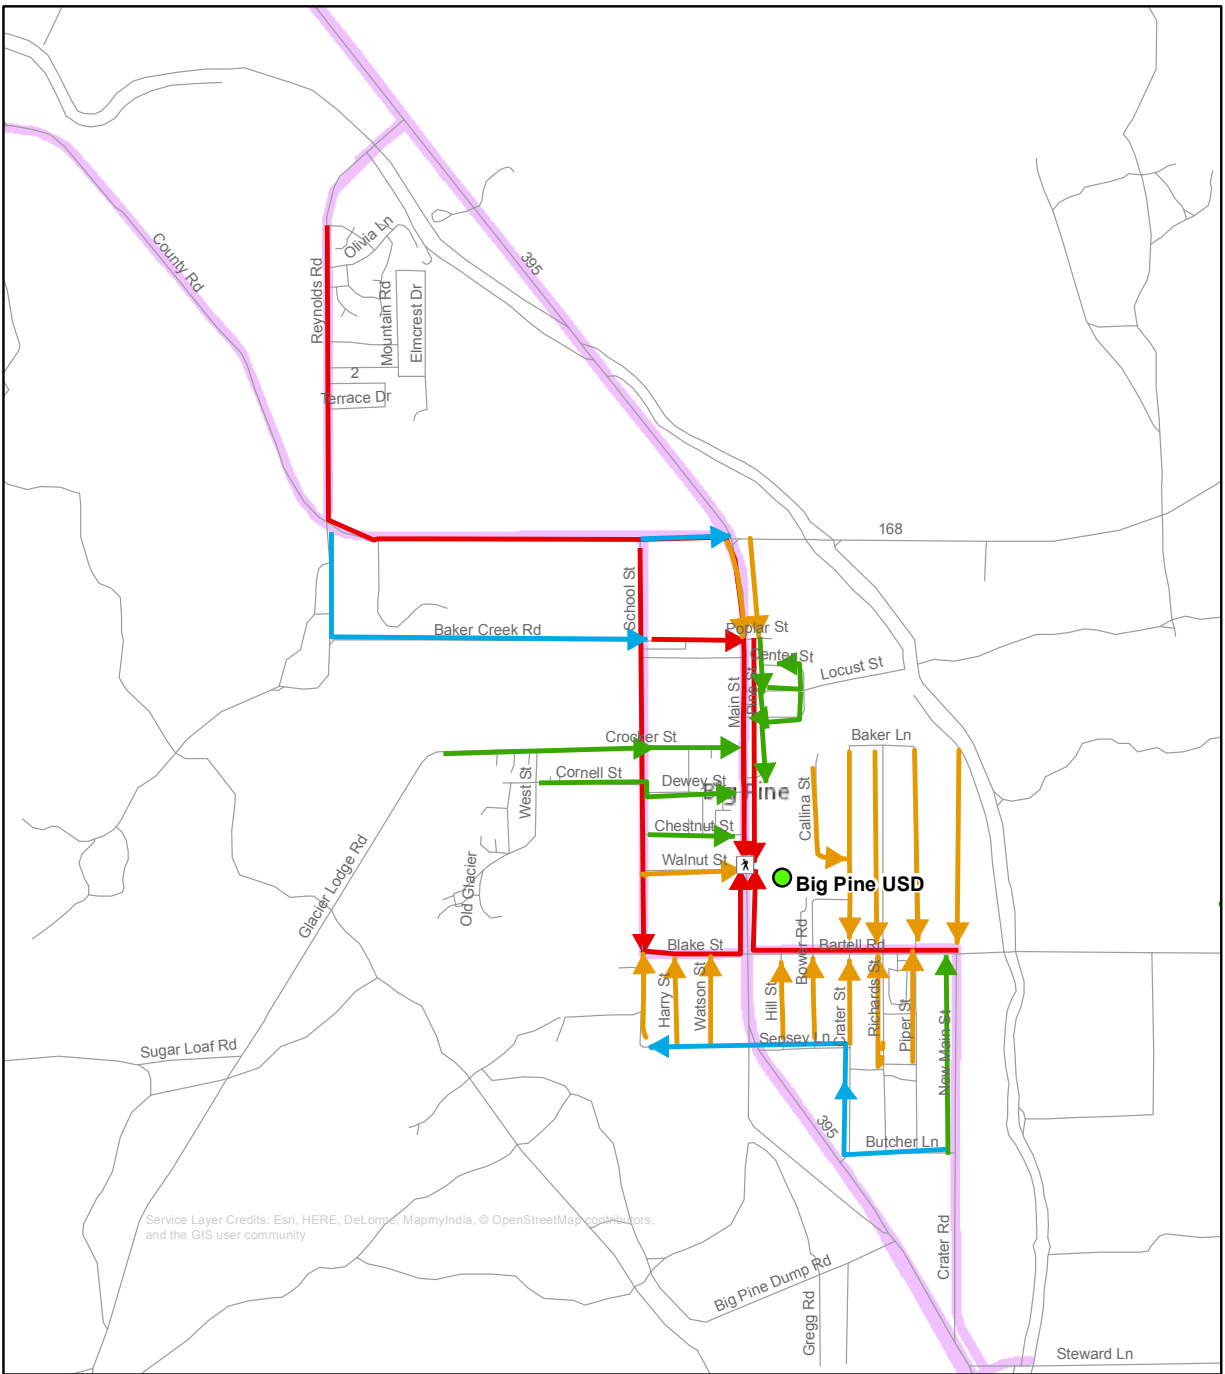 Olivia Ln
County Rd
395
Reynolds Rd
Mountain Rd
Elmcrest Dr
2
Terrace Dr
168
School St
Baker Creek Rd
Poplar St
Center St
Locust St
Main St
Pine St
Crocker St
Baker Ln
Cornell St
Dewey St
West St
Big Pine
Callina St
Chestnut St
Walnut St
Glacier Lodge Rd
Old Glacier
Big Pine USD
Blake St
Bower Rd
Bartell Rd
Harry St
Watson St
Hill St
Crater St
Richards St
Piper St
New Main St
Sepsey Ln
Sugar Loaf Rd
395
Butcher Ln
Service Layer Credits: Esri, HERE, DeLorme, MapmyIndia, © OpenStreetMap contributors,
and the GIS user community
Crater Rd
Big Pine Dump Rd
Gregg Rd
Steward Ln